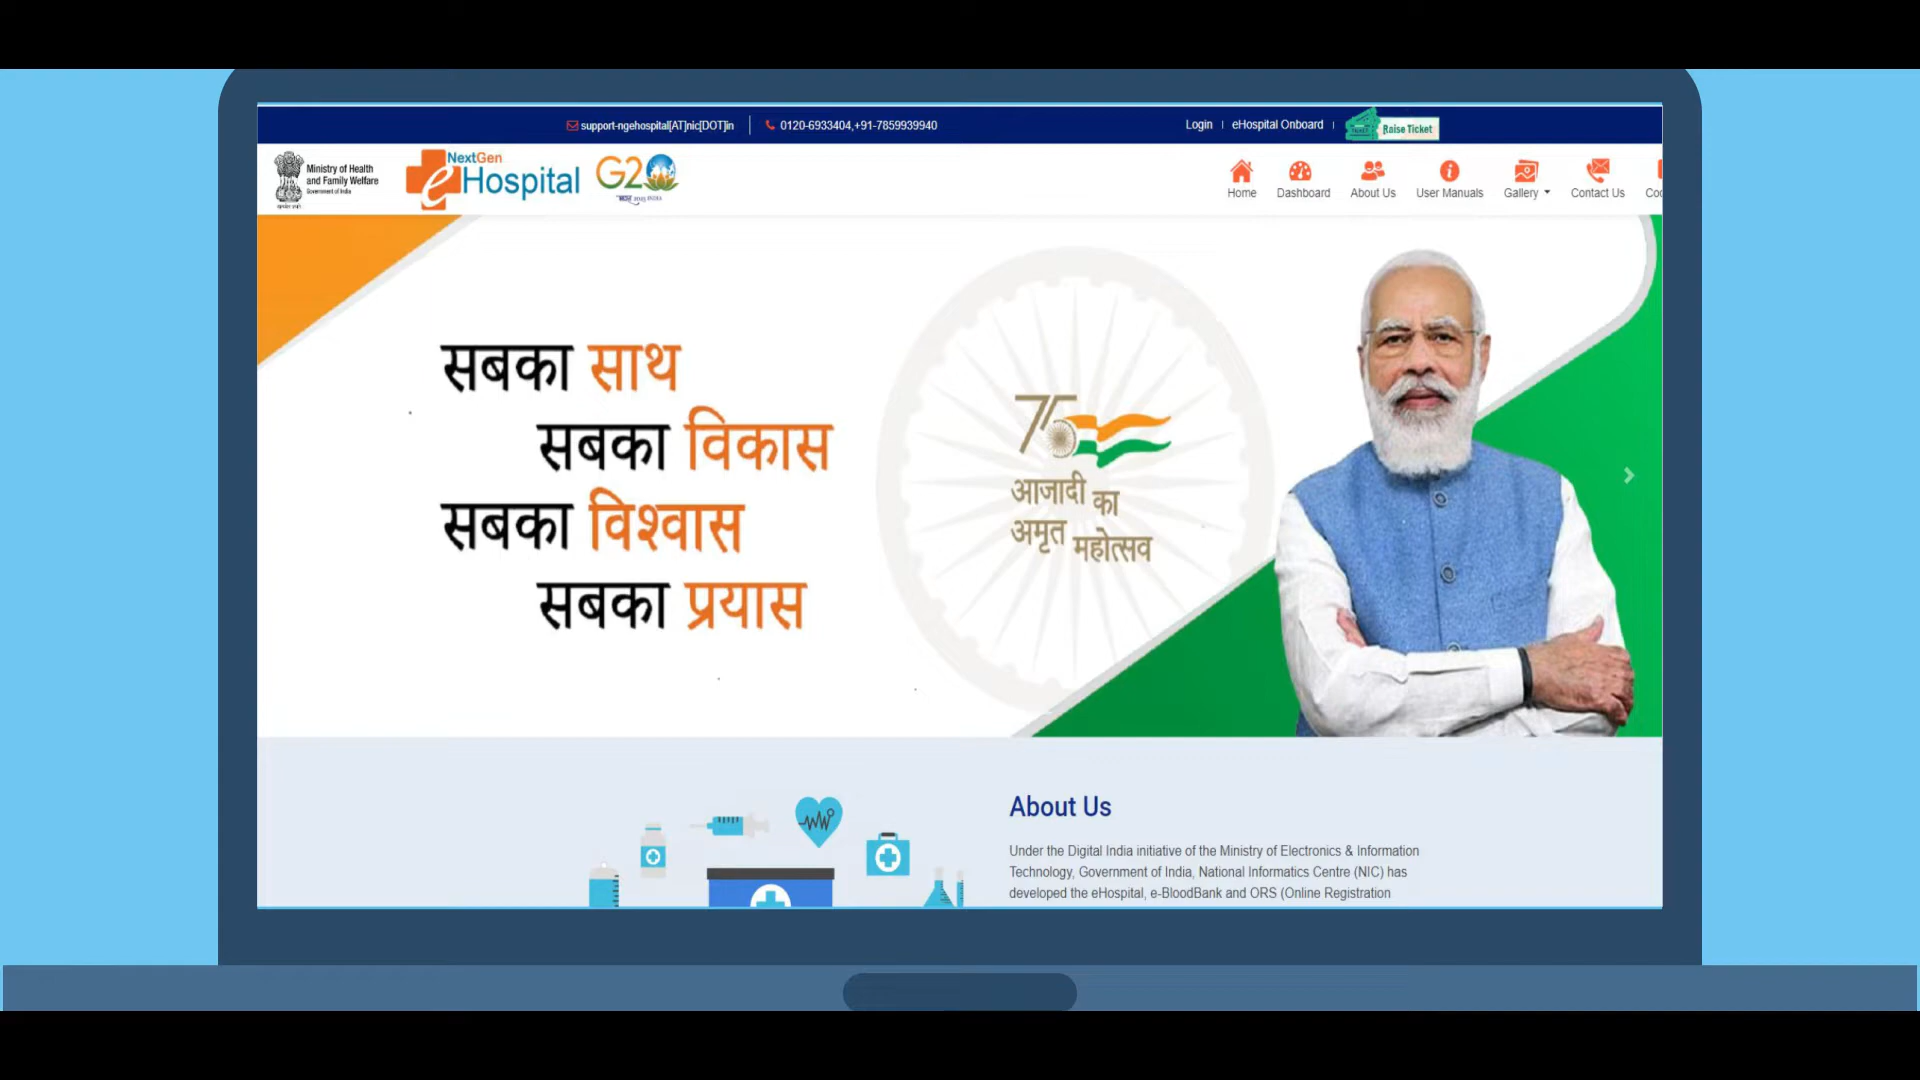 support-ngehospital[AT]nic[DOT]in
0120-6933404,+91-7859939940
Login
eHospital Onboard
Raise Ticket
Ministry of Health
and Family Welfare
Government of India
NextGen
eHospital
G20
Home
Dashboard
About Us
User Manuals
Gallery
Contact Us
सबका साथ
सबका विकास
सबका विश्वास
सबका प्रयास
75
आजादी का
अमृत महोत्सव
About Us
Under the Digital India initiative of the Ministry of Electronics & Information
Technology, Government of India, National Informatics Centre (NIC) has
developed the eHospital, e-BloodBank and ORS (Online Registration